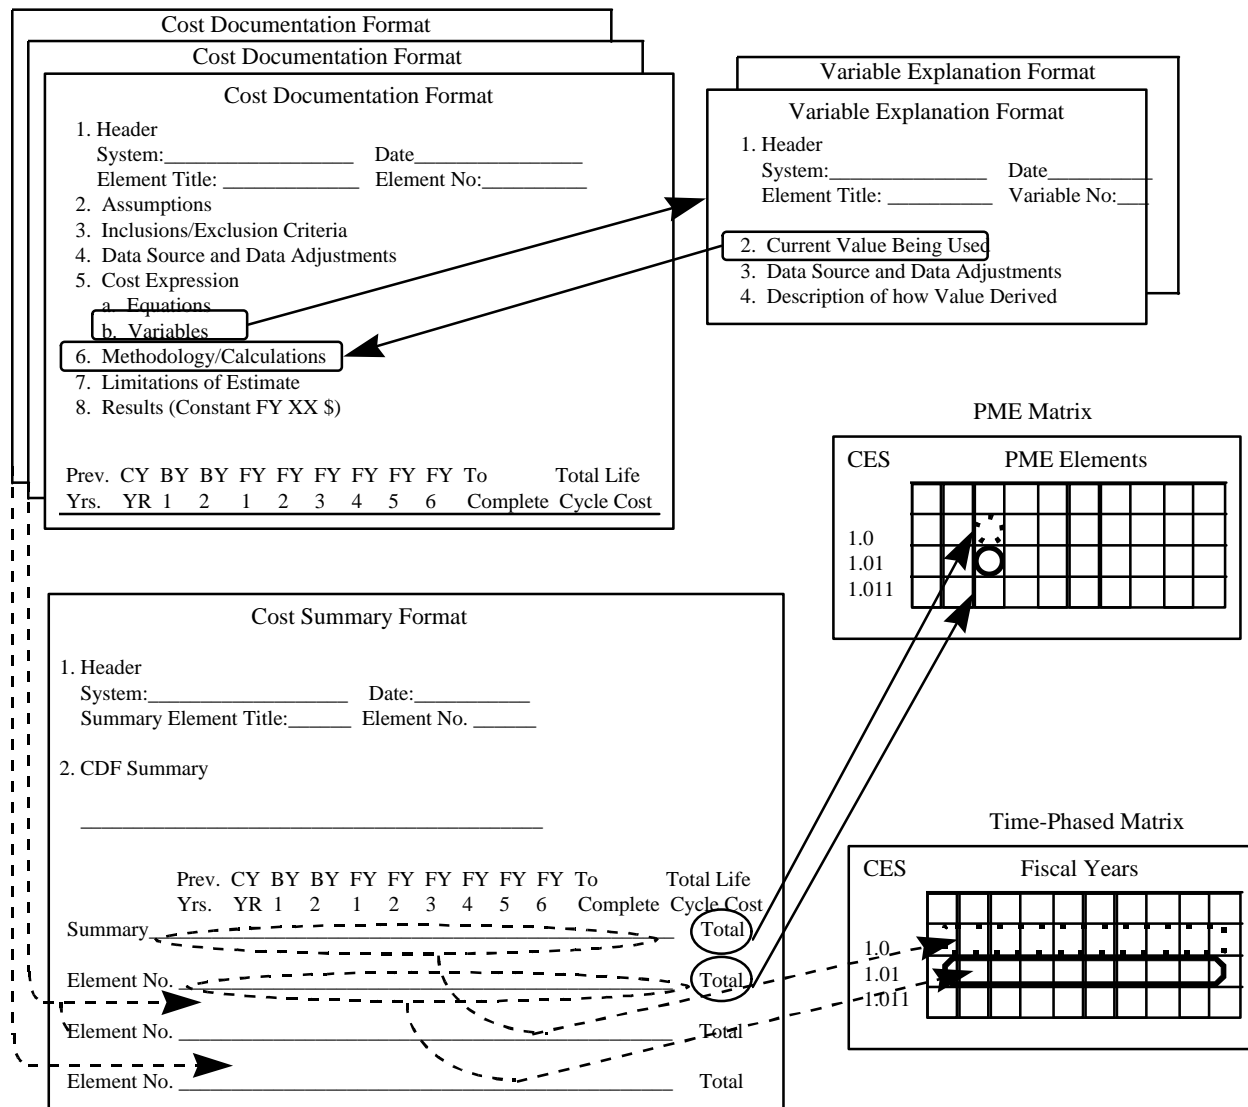 Cost Documentation Format
Cost Documentation Format
Cost Documentation Format
1. Header
System:__________________ Date________________
Element Title: _____________ Element No:__________
2. Assumptions
3. Inclusions/Exclusion Criteria
4. Data Source and Data Adjustments
5. Cost Expression
a. Equations
b. Variables
6. Methodology/Calculations
7. Limitations of Estimate
8. Results (Constant FY XX $)
Prev. CY BY BY FY FY FY FY FY FY To Total Life
Yrs. YR 1 2 1 2 3 4 5 6 Complete Cycle Cost
Variable Explanation Format
Variable Explanation Format
1. Header
System:_______________ Date__________
Element Title: __________ Variable No:___
2. Current Value Being Used
3. Data Source and Data Adjustments
4. Description of how Value Derived
PME Matrix
CES PME Elements
1.0
1.01
1.011
Cost Summary Format
1. Header
System:___________________ Date:___________
Summary Element Title:______ Element No. ______
2. CDF Summary
____________________________________________
Prev. CY BY BY FY FY FY FY FY FY To Total Life
Yrs. YR 1 2 1 2 3 4 5 6 Complete Cycle Cost
Summary__________________________________________________ Total
Element No. _______________________________________________ Total
Element No. _______________________________________________ Total
Element No. _______________________________________________ Total
Time-Phased Matrix
CES Fiscal Years
1.0
1.01
1.011